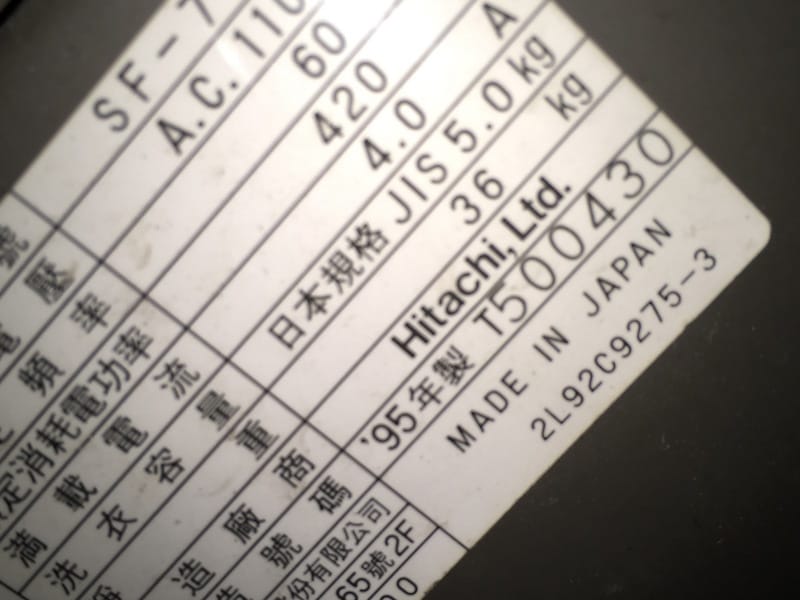 號 SF-7
電壓 A.C. 110
頻率 60
定消耗電功率 420
滿載電流 4.0 A
洗衣容量 日本規格 JIS 5.0 kg
重 36 kg
造廠商 Hitachi, Ltd.
造號碼 '95年製 T500430
份有限公司 MADE IN JAPAN
65號2F 2L92C9275-3